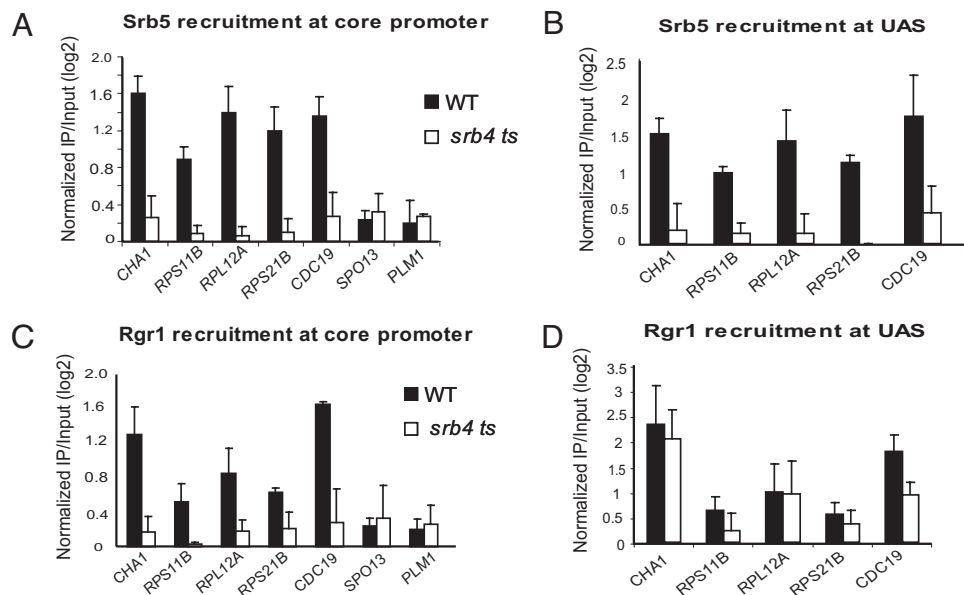 A
Srb5 recruitment at core promoter
Normalized IP/Input (log2)
2.0
1.6
1.2
0.8
0.4
0
WT
srb4 ts
CHA1
RPS11B
RPL12A
RPS21B
CDC19
SPO13
PLM1
B
Srb5 recruitment at UAS
Normalized IP/Input (log2)
2.5
2
1.5
1
0.5
0
CHA1
RPS11B
RPL12A
RPS21B
CDC19
C
Rgr1 recruitment at core promoter
Normalized IP/Input (log2)
2.0
1.6
1.2
0.8
0.4
0
WT
srb4 ts
CHA1
RPS11B
RPL12A
RPS21B
CDC19
SPO13
PLM1
D
Rgr1 recruitment at UAS
Normalized IP/Input (log2)
3.5
3
2.5
2
1.5
1
0.5
0
CHA1
RPS11B
RPL12A
RPS21B
CDC19